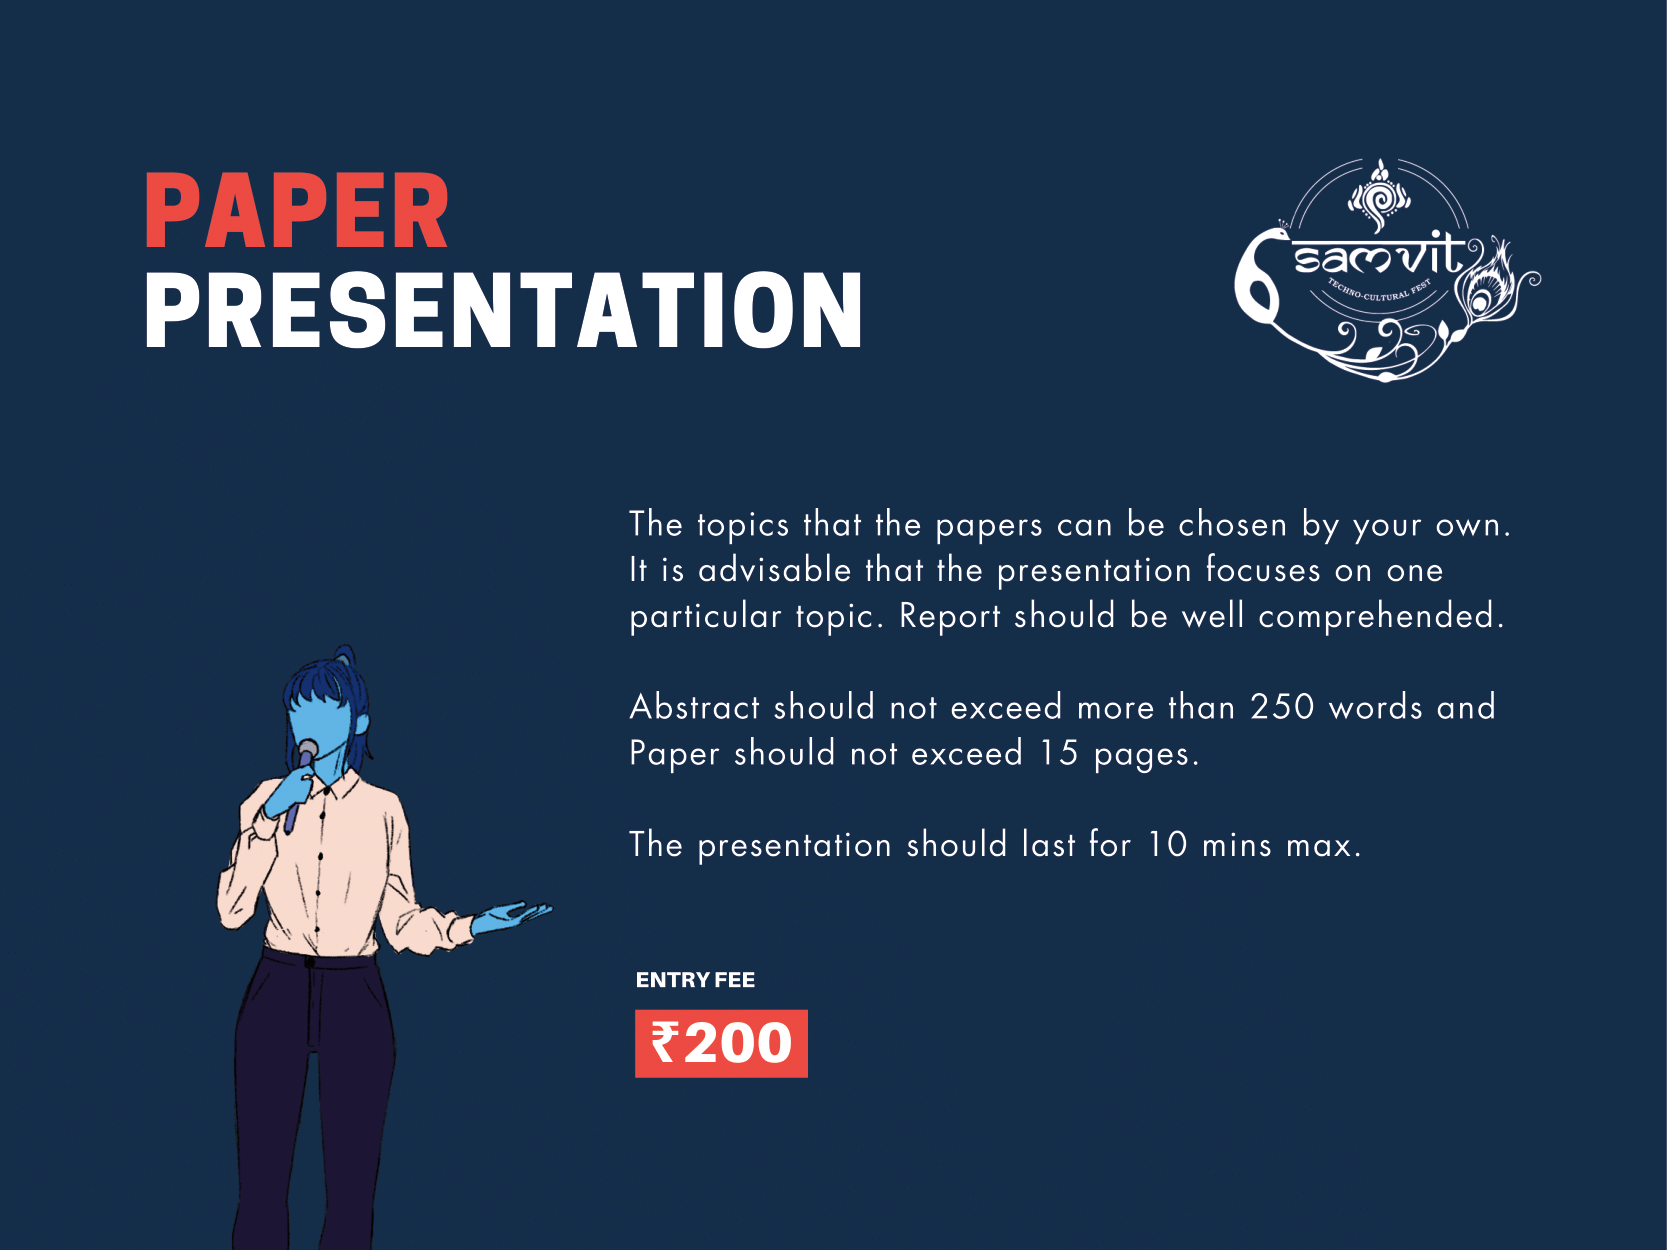 PAPER
PRESENTATION
samvit
TECHNO-CULTURAL FEST
The topics that the papers can be chosen by your own.
It is advisable that the presentation focuses on one
particular topic. Report should be well comprehended.
Abstract should not exceed more than 250 words and
Paper should not exceed 15 pages.
The presentation should last for 10 mins max.
ENTRY FEE
₹200